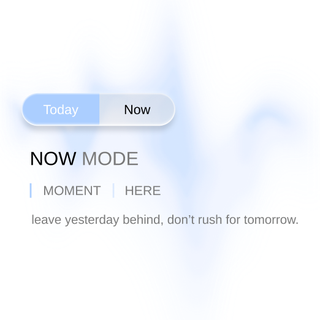 Today Now
NOW MODE
MOMENT HERE
leave yesterday behind, don't rush for tomorrow.